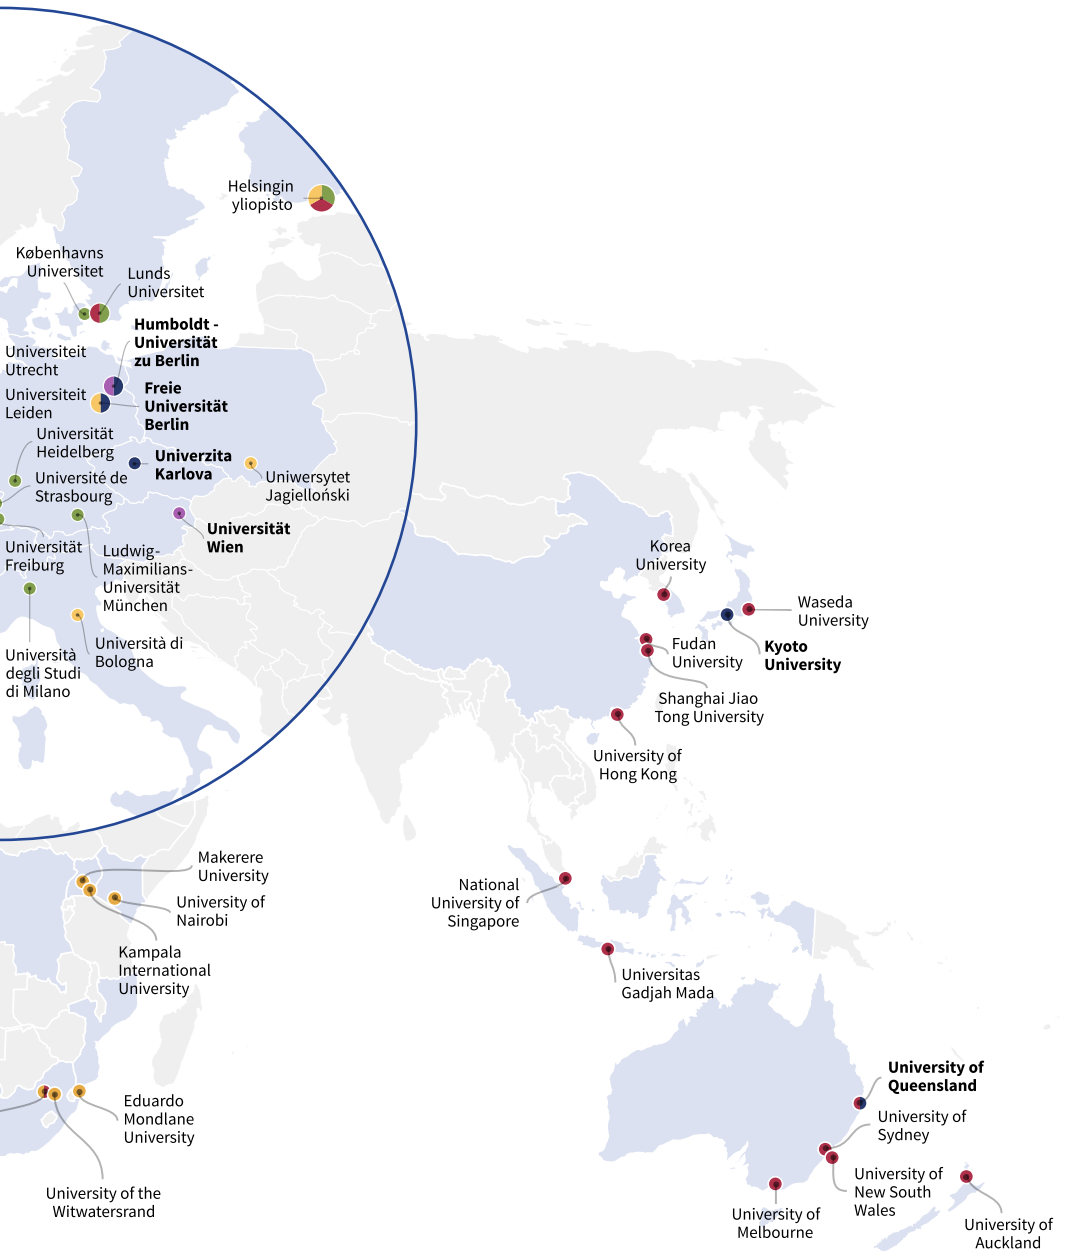 Helsingin
yliopisto
Københavns
Universitet
Lunds
Universitet
Humboldt -
Universität
zu Berlin
Universiteit
Utrecht
Freie
Universität
Berlin
Universiteit
Leiden
Universität
Heidelberg
Univerzita
Karlova
Université de
Strasbourg
Uniwersytet
Jagielloński
Universität
Wien
Universität
Freiburg
Ludwig-
Maximilians-
Universität
München
Università di
Bologna
Università
degli Studi
di Milano
Korea
University
Waseda
University
Kyoto
University
Fudan
University
Shanghai Jiao
Tong University
University of
Hong Kong
Makerere
University
University of
Nairobi
Kampala
International
University
National
University of
Singapore
Universitas
Gadjah Mada
University of
Queensland
Eduardo
Mondlane
University
University of
Sydney
University of
New South
Wales
University of the
Witwatersrand
University of
Melbourne
University of
Auckland